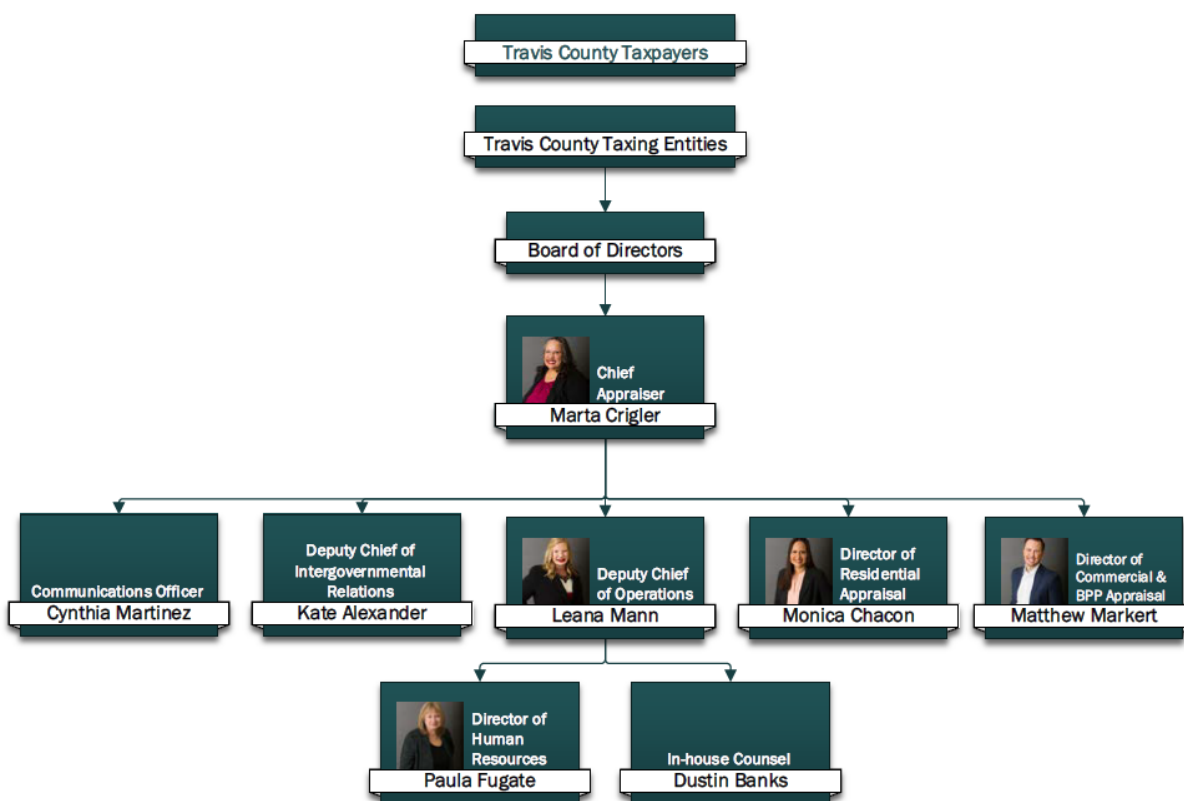 Travis County Taxpayers
Travis County Taxing Entities
Board of Directors
Chief
Appraiser
Marta Crigler
Communications Officer
Cynthia Martinez
Deputy Chief of
Intergovernmental
Relations
Kate Alexander
Deputy Chief
of Operations
Leana Mann
Director of
Residential
Appraisal
Monica Chacon
Director of
Commercial &
BPP Appraisal
Matthew Markert
Director of
Human
Resources
Paula Fugate
In-house Counsel
Dustin Banks